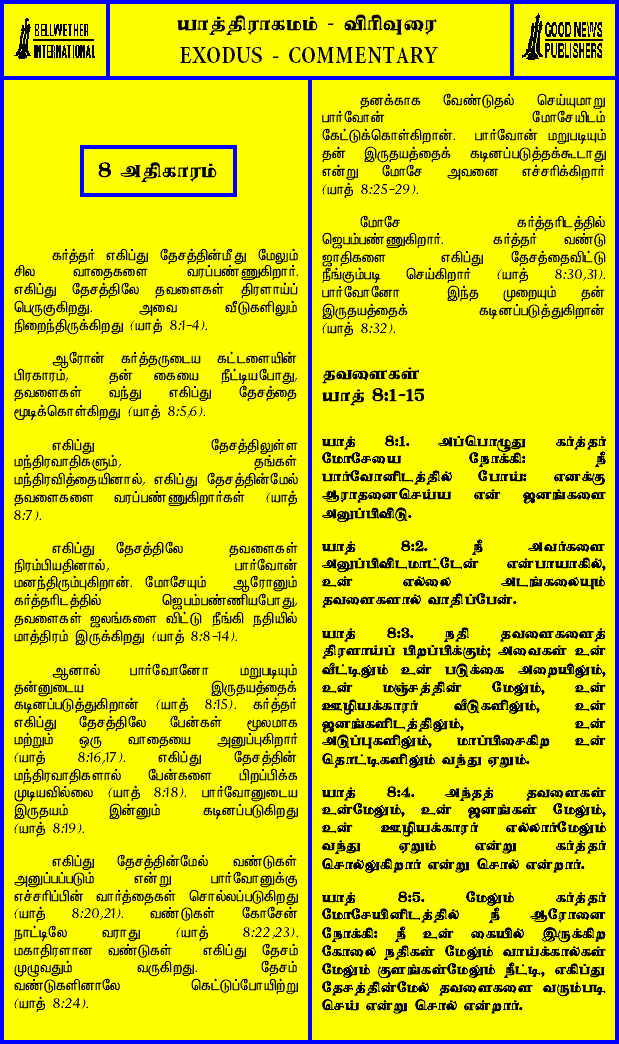 BELLWETHER
INTERNATIONAL
யாத்திராகமம் - விரிவுரை
EXODUS - COMMENTARY
GOOD NEWS
PUBLISHERS
8 அதிகாரம்
கர்த்தர் எகிப்து தேசத்தின்மீது மேலும்
சில வாதைகளை வரப்பண்ணுகிறார்.
எகிப்து தேசத்திலே தவளைகள் திரளாய்ப்
பெருகுகிறது. அவை வீடுகளிலும்
நிறைந்திருக்கிறது (யாத் 8:1-4).
ஆரோன் கர்த்தருடைய கட்டளையின்
பிரகாரம், தன் கையை நீட்டியபோது,
தவளைகள் வந்து எகிப்து தேசத்தை
மூடிக்கொள்கிறது (யாத் 8:5,6).
எகிப்து தேசத்திலுள்ள
மந்திரவாதிகளும், தங்கள்
மந்திரவித்தையினால், எகிப்து தேசத்தின்மேல்
தவளைகளை வரப்பண்ணுகிறார்கள் (யாத்
8:7).
எகிப்து தேசத்திலே தவளைகள்
நிரம்பியதினால், பார்வோன்
மனந்திரும்புகிறான். மோசேயும் ஆரோனும்
கர்த்தரிடத்தில் ஜெபம்பண்ணியபோது,
தவளைகள் ஜலங்களை விட்டு நீங்கி நதியில்
மாத்திரம் இருக்கிறது (யாத் 8:8-14).
ஆனால் பார்வோனோ மறுபடியும்
தன்னுடைய இருதயத்தைக்
கடினப்படுத்துகிறான் (யாத் 8:15). கர்த்தர்
எகிப்து தேசத்திலே பேன்கள் மூலமாக
மற்றும் ஒரு வாதையை அனுப்புகிறார்
(யாத் 8:16,17). எகிப்து தேசத்தின்
மந்திரவாதிகளால் பேன்களை பிறப்பிக்க
முடியவில்லை (யாத் 8:18). பார்வோனுடைய
இருதயம் இன்னும் கடினப்படுகிறது
(யாத் 8:19).
எகிப்து தேசத்தின்மேல் வண்டுகள்
அனுப்பப்படும் என்று பார்வோனுக்கு
எச்சரிப்பின் வார்த்தைகள் சொல்லப்படுகிறது
(யாத் 8:20,21). வண்டுகள் கோசேன்
நாட்டிலே வராது (யாத் 8:22,23).
மகாதிரளான வண்டுகள் எகிப்து தேசம்
முழுவதும் வருகிறது. தேசம்
வண்டுகளினாலே கெட்டுப்போயிற்று
(யாத் 8:24).
தனக்காக வேண்டுதல் செய்யுமாறு
பார்வோன் மோசேயிடம்
கேட்டுக்கொள்கிறான். பார்வோன் மறுபடியும்
தன் இருதயத்தைக் கடினப்படுத்தக்கூடாது
என்று மோசே அவனை எச்சரிக்கிறார்
(யாத் 8:25-29).
மோசே கர்த்தரிடத்தில்
ஜெபம்பண்ணுகிறார். கர்த்தர் வண்டு
ஜாதிகளை எகிப்து தேசத்தைவிட்டு
நீங்கும்படி செய்கிறார் (யாத் 8:30,31).
பார்வோனோ இந்த முறையும் தன்
இருதயத்தைக் கடினப்படுத்துகிறான்
(யாத் 8:32).
தவளைகள்
யாத் 8:1-15
யாத் 8:1. அப்பொழுது கர்த்தர்
மோசேயை நோக்கி: நீ
பார்வோனிடத்தில் போய்: எனக்கு
ஆராதனைசெய்ய என் ஜனங்களை
அனுப்பிவிடு.
யாத் 8:2. நீ அவர்களை
அனுப்பிவிடமாட்டேன் என்பாயாகில்,
உன் எல்லை அடங்கலையும்
தவளைகளால் வாதிப்பேன்.
யாத் 8:3. நதி தவளைகளைத்
திரளாய்ப் பிறப்பிக்கும்; அவைகள் உன்
வீட்டிலும் உன் படுக்கை அறையிலும்,
உன் மஞ்சத்தின் மேலும், உன்
ஊழியக்காரர் வீடுகளிலும், உன்
ஜனங்களிடத்திலும், உன்
அடுப்புகளிலும், மாப்பிசைகிற உன்
தொட்டிகளிலும் வந்து ஏறும்.
யாத் 8:4. அந்தத் தவளைகள்
உன்மேலும், உன் ஜனங்கள் மேலும்,
உன் ஊழியக்காரர் எல்லார்மேலும்
வந்து ஏறும் என்று கர்த்தர்
சொல்லுகிறார் என்று சொல் என்றார்.
யாத் 8:5. மேலும் கர்த்தர்
மோசேயினிடத்தில் நீ ஆரோனை
நோக்கி: நீ உன் கையில் இருக்கிற
கோலை நதிகள் மேலும் வாய்க்கால்கள்
மேலும் குளங்கள்மேலும் நீட்டி, எகிப்து
தேசத்தின்மேல் தவளைகளை வரும்படி
செய் என்று சொல் என்றார்.